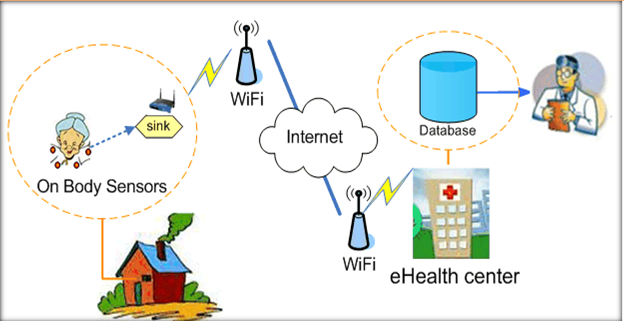 WiFi
sink
On Body Sensors
Internet
Database
WiFi
eHealth center